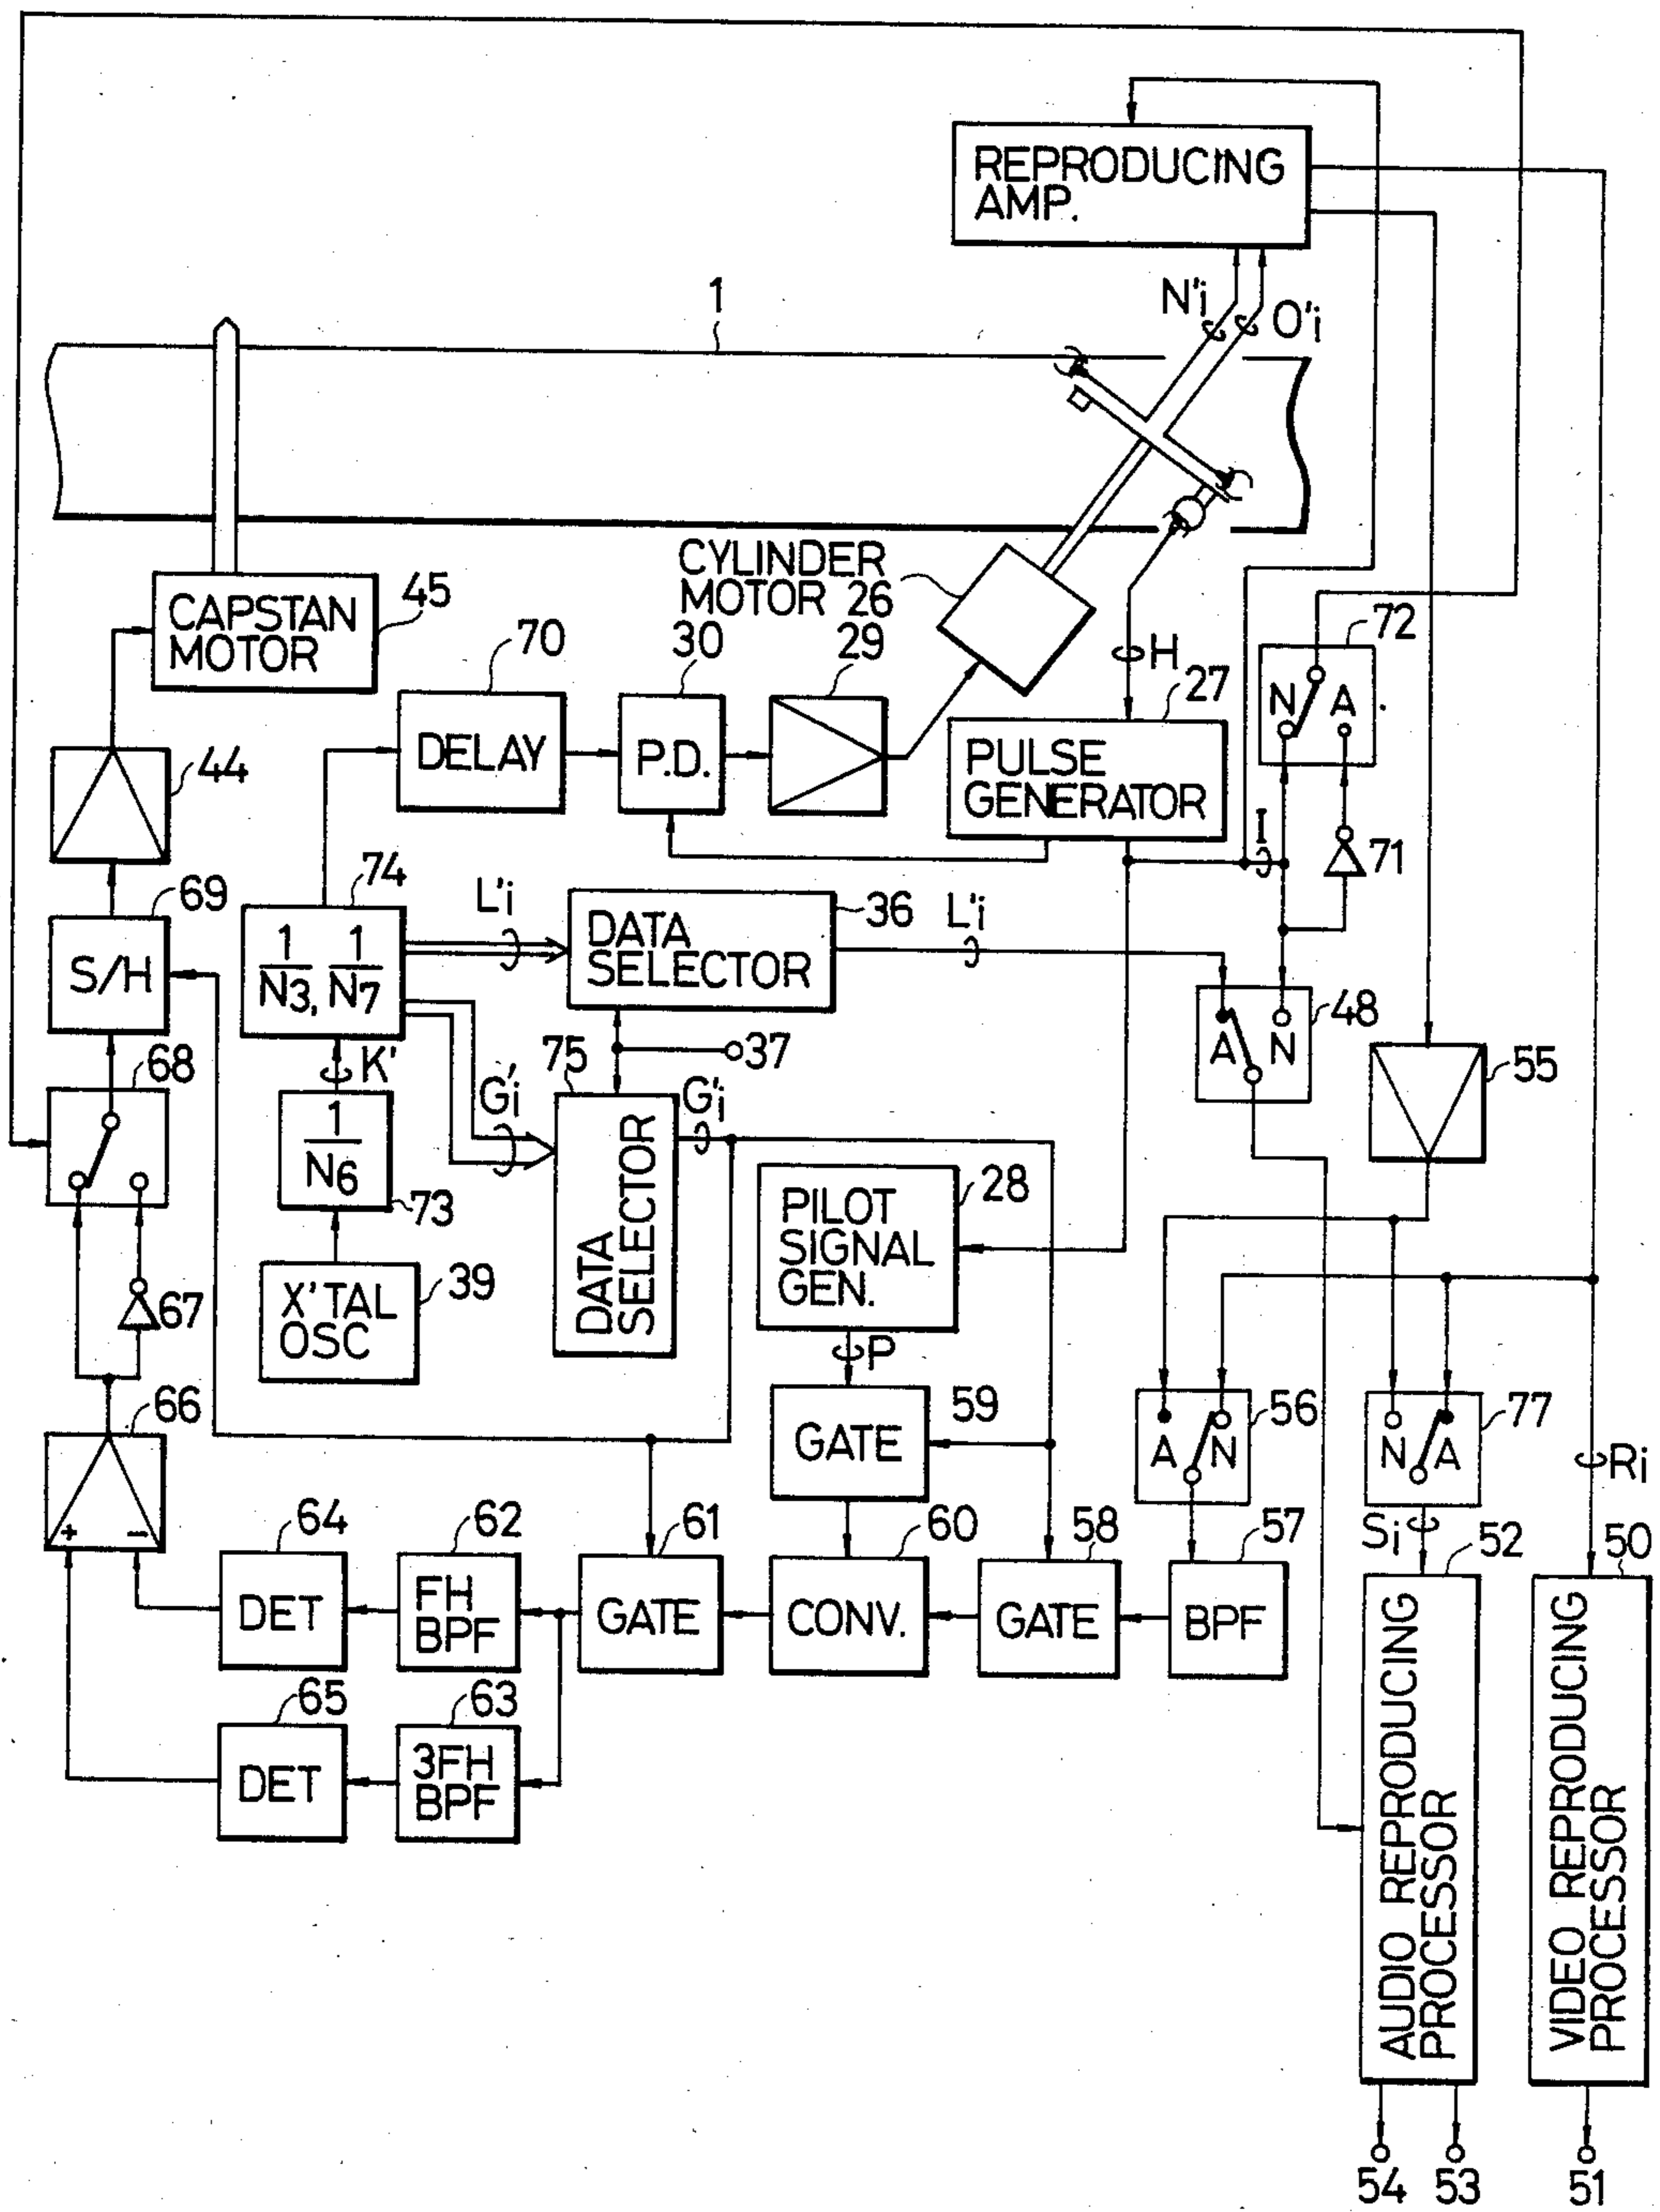 REPRODUCING
AMP.
1
N'i
O'i
CYLINDER
MOTOR 26
CAPSTAN
MOTOR
45
70
30
29
H
72
N
A
27
DELAY
P.D.
PULSE
GENERATOR
44
I
71
74
L'i
36
L'i
69
1/N3, 1/N7
DATA
SELECTOR
S/H
48
A
N
37
K'
75
55
68
G'i
G'i
1/N6
73
DATA
SELECTOR
28
PILOT
SIGNAL
GEN.
X'TAL
OSC
39
67
P
66
59
56
77
GATE
A
N
N
A
Ri
+
-
64
62
61
60
58
57
Si
52
50
DET
FH
BPF
GATE
CONV.
GATE
BPF
65
63
DET
3FH
BPF
AUDIO REPRODUCING
PROCESSOR
VIDEO REPRODUCING
PROCESSOR
54
53
51